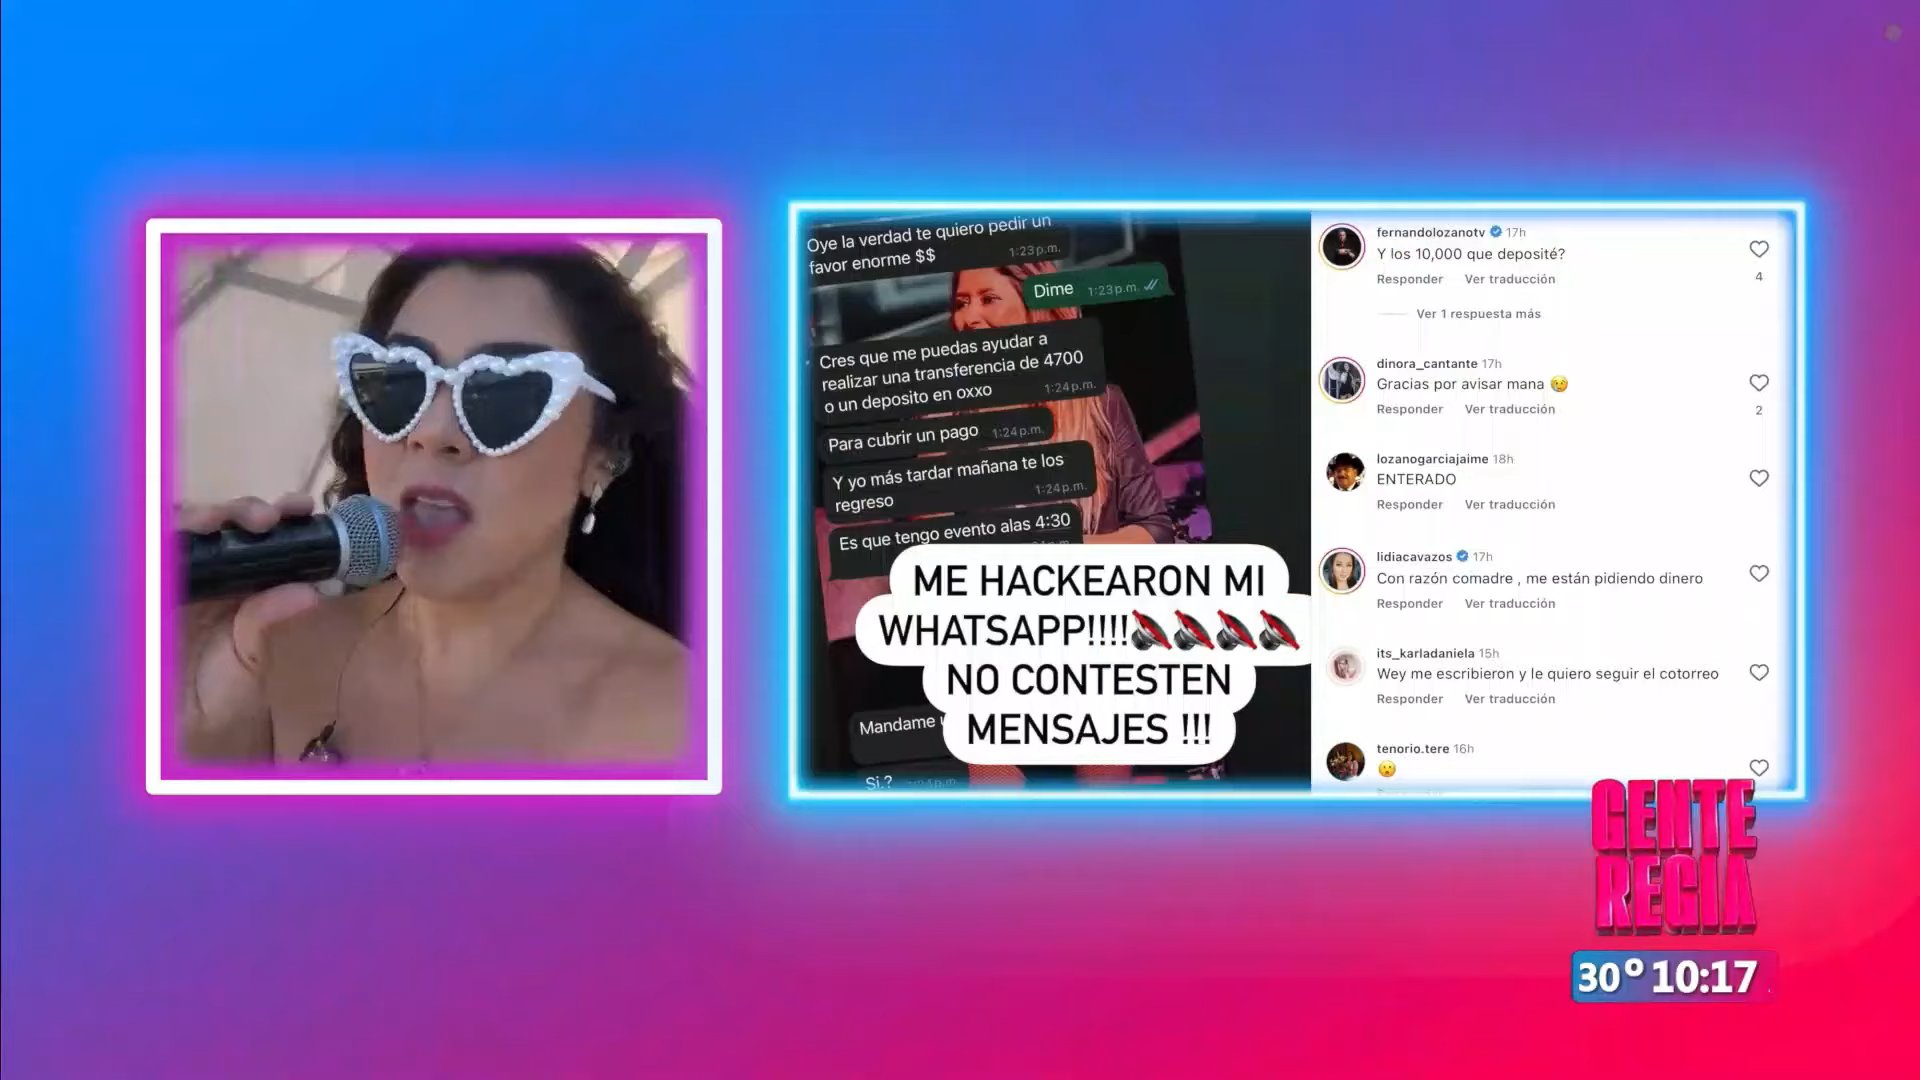 Oye la verdad te quiero pedir un
favor enorme $$
1:23 p.m.
Dime 1:23 p.m.
Cres que me puedas ayudar a
realizar una transferencia de 4700
o un deposito en oxxo 1:24 p.m.
Para cubrir un pago 1:24 p.m.
Y yo más tardar mañana te los
regreso 1:24 p.m.
Es que tengo evento alas 4:30
ME HACKEARON MI
WHATSAPP!!!!🔇🔇🔇🔇
NO CONTESTEN
MENSAJES !!!
Mandame
Si.?
fernandolozanotv 17h
Y los 10,000 que deposité?
4
Responder Ver traducción
Ver 1 respuesta más
dinora_cantante 17h
Gracias por avisar mana 🥲
2
Responder Ver traducción
lozanogarciajaime 18h
ENTERADO
Responder Ver traducción
lidiacavazos 17h
Con razón comadre , me están pidiendo dinero
Responder Ver traducción
its_karladaniela 15h
Wey me escribieron y le quiero seguir el cotorreo
Responder Ver traducción
tenorio.tere 16h
😮
GENTE
REGIA
30° 10:17